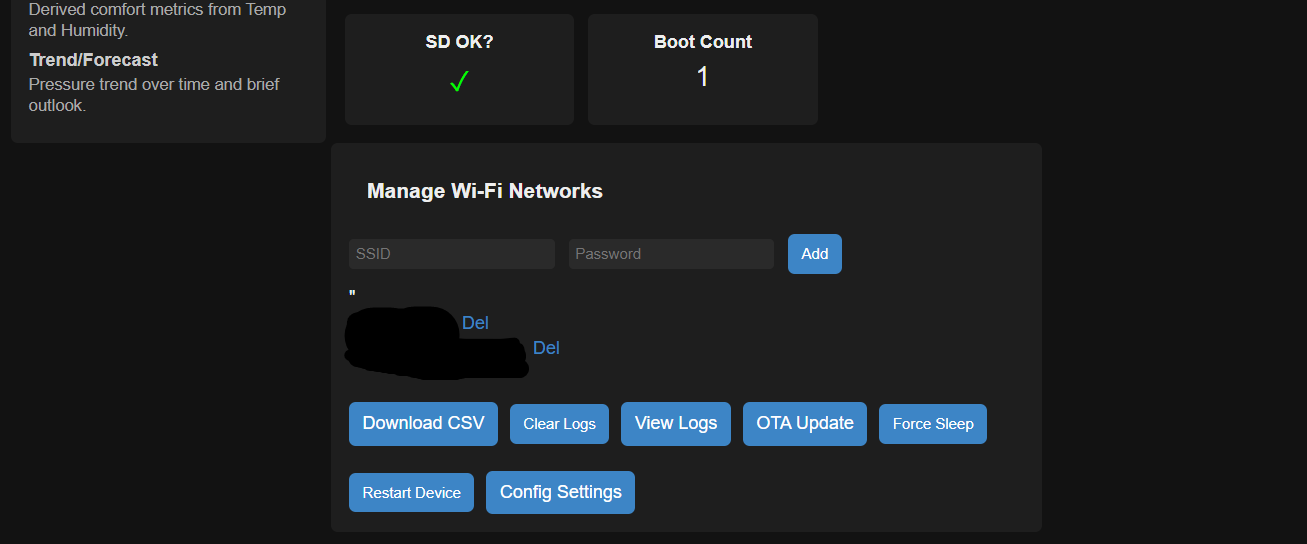 Derived comfort metrics from Temp
and Humidity.
Trend/Forecast
Pressure trend over time and brief
outlook.
SD OK?
✓
Boot Count
1
Manage Wi-Fi Networks
SSID
Password
Add
"
Del
Del
Download CSV
Clear Logs
View Logs
OTA Update
Force Sleep
Restart Device
Config Settings